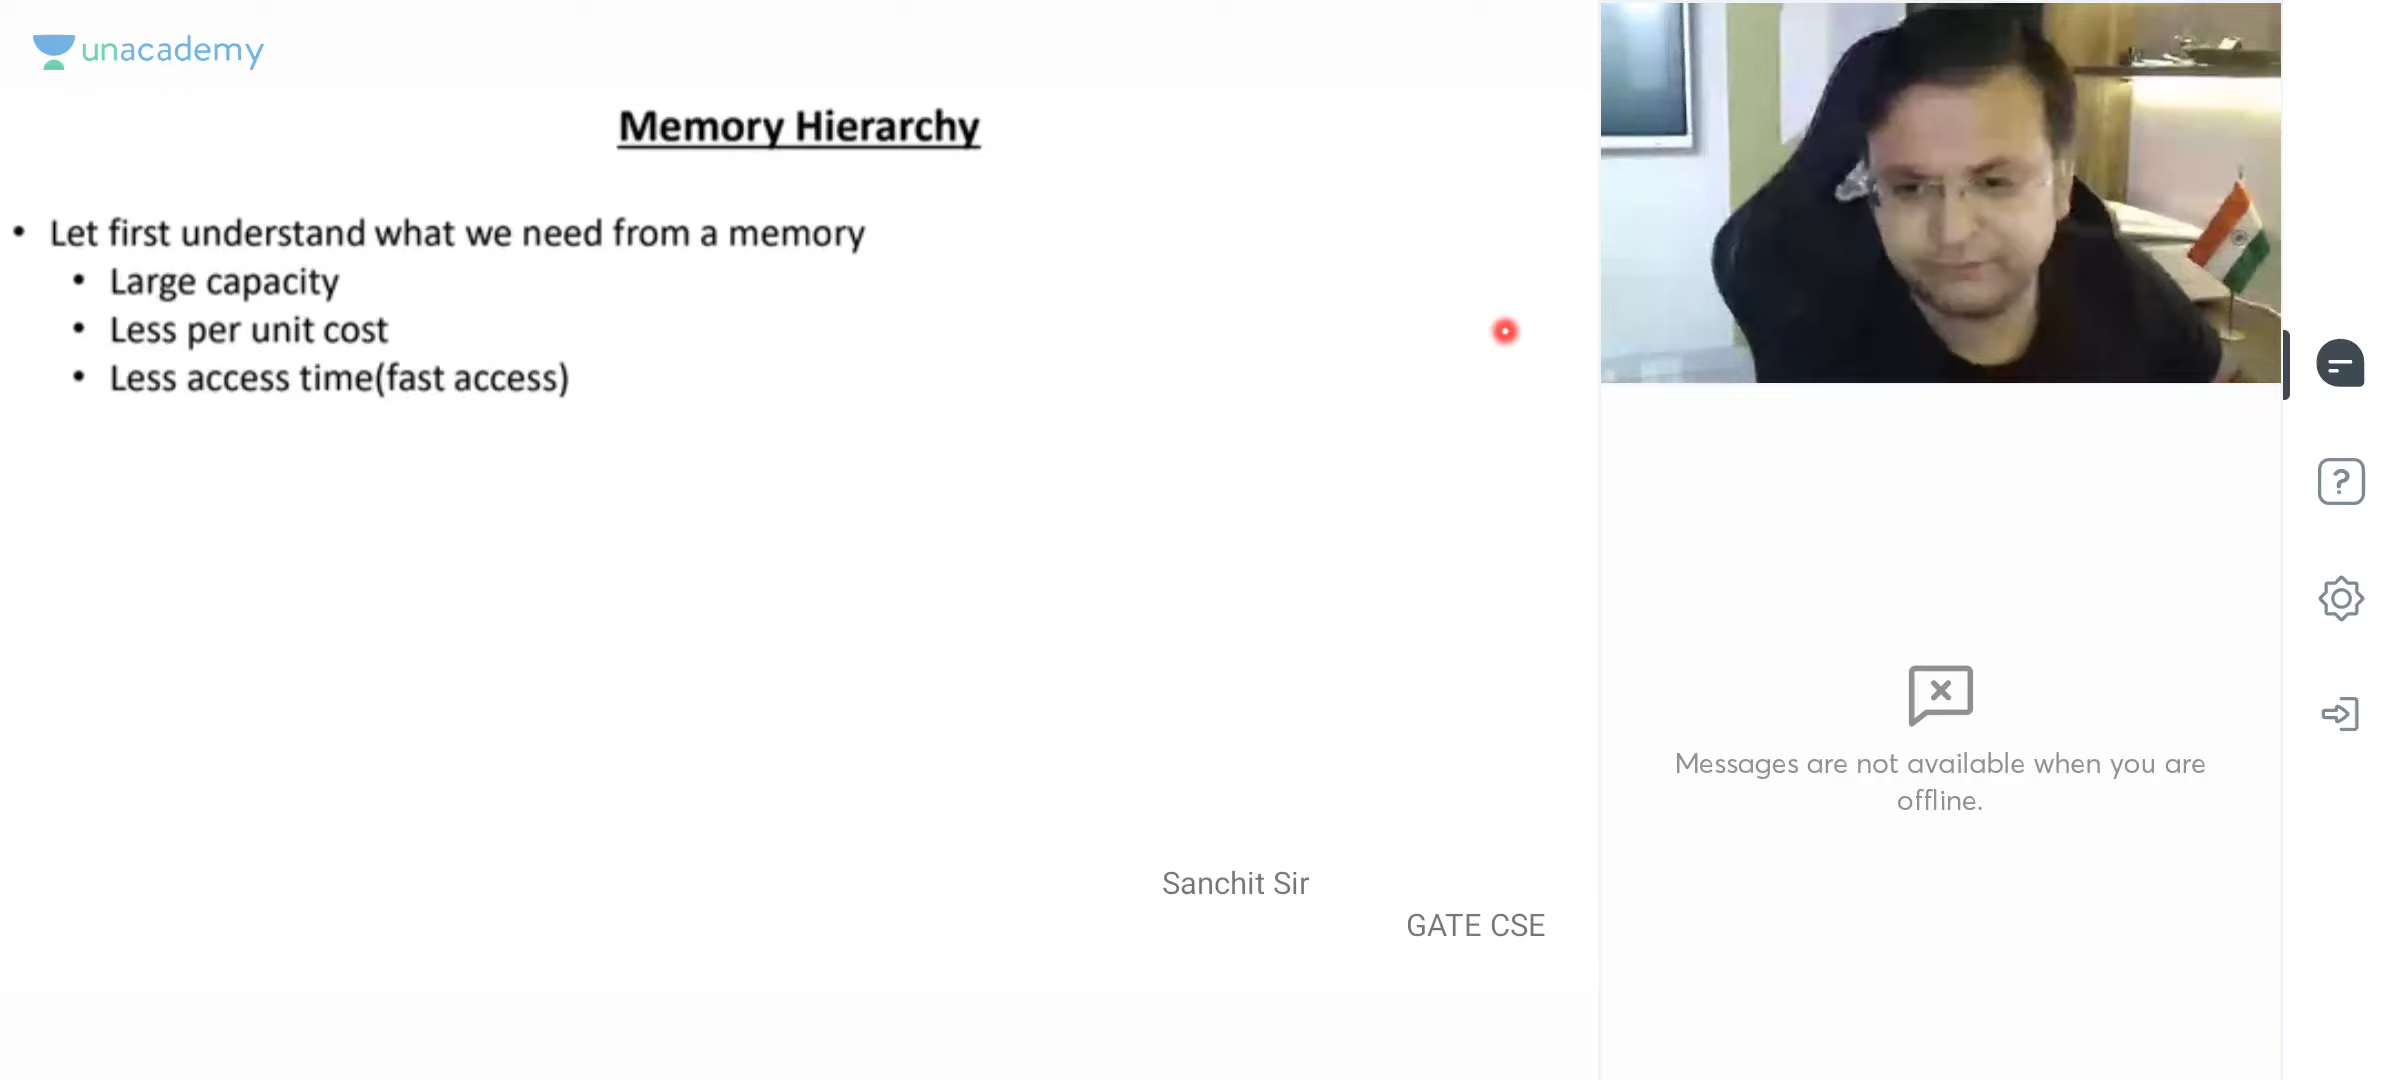 unacademy
Memory Hierarchy
• Let first understand what we need from a memory
• Large capacity
• Less per unit cost
• Less access time(fast access)
Sanchit Sir
GATE CSE
Messages are not available when you are
offline.